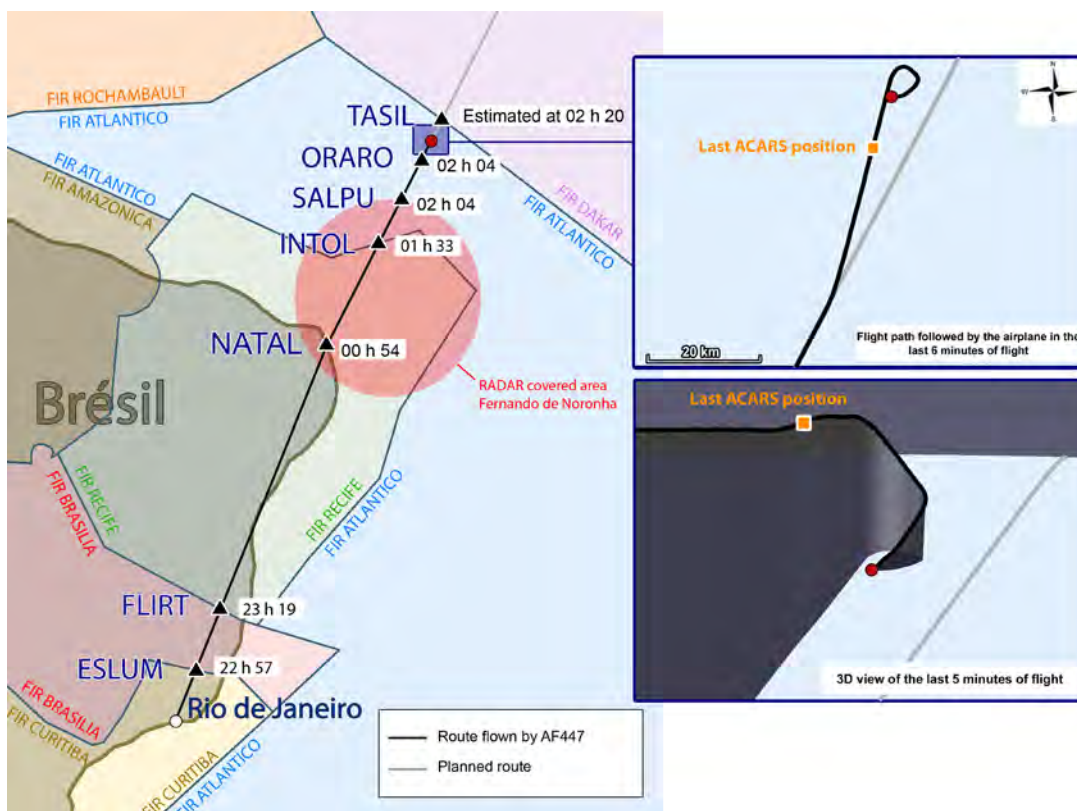 FIR ROCHAMBAULT
FIR ATLANTICO
TASIL
Estimated at 02 h 20
ORARO
02 h 04
SALPU
02 h 04
INTOL
01 h 33
FIR DAKAR
FIR ATLANTICO
FIR ATLANTICO
FIR AMAZONICA
NATAL
00 h 54
RADAR covered area
Fernando de Noronha
Brésil
FIR RECIFE
FIR BRASILIA
FIR RECIFE
FIR ATLANTICO
FLIRT
23 h 19
ESLUM
22 h 57
Rio de Janeiro
FIR BRASILIA
FIR CURITIBA
FIR CURITIBA
FIR ATLANTICO
Route flown by AF447
Planned route
N
W
E
S
Last ACARS position
20 km
Flight path followed by the airplane in the
last 6 minutes of flight
Last ACARS position
3D view of the last 5 minutes of flight